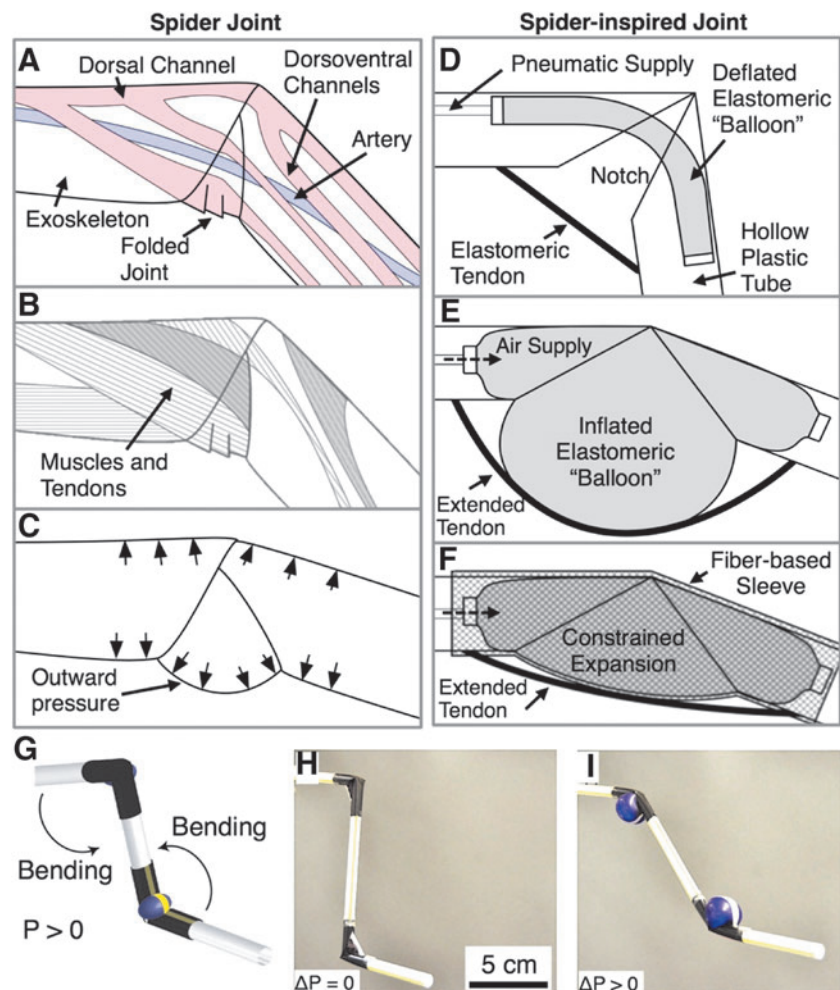 Spider Joint
Spider-inspired Joint
A
Dorsal Channel
Dorsoventral
Channels
Artery
Exoskeleton
Folded
Joint
B
Muscles and
Tendons
C
Outward
pressure
D
Pneumatic Supply
Deflated
Elastomeric
“Balloon”
Notch
Elastomeric
Tendon
Hollow
Plastic
Tube
E
Air Supply
Inflated
Elastomeric
“Balloon”
Extended
Tendon
F
Fiber-based
Sleeve
Constrained
Expansion
Extended
Tendon
G
Bending
Bending
P > 0
H
ΔP = 0
5 cm
I
ΔP > 0